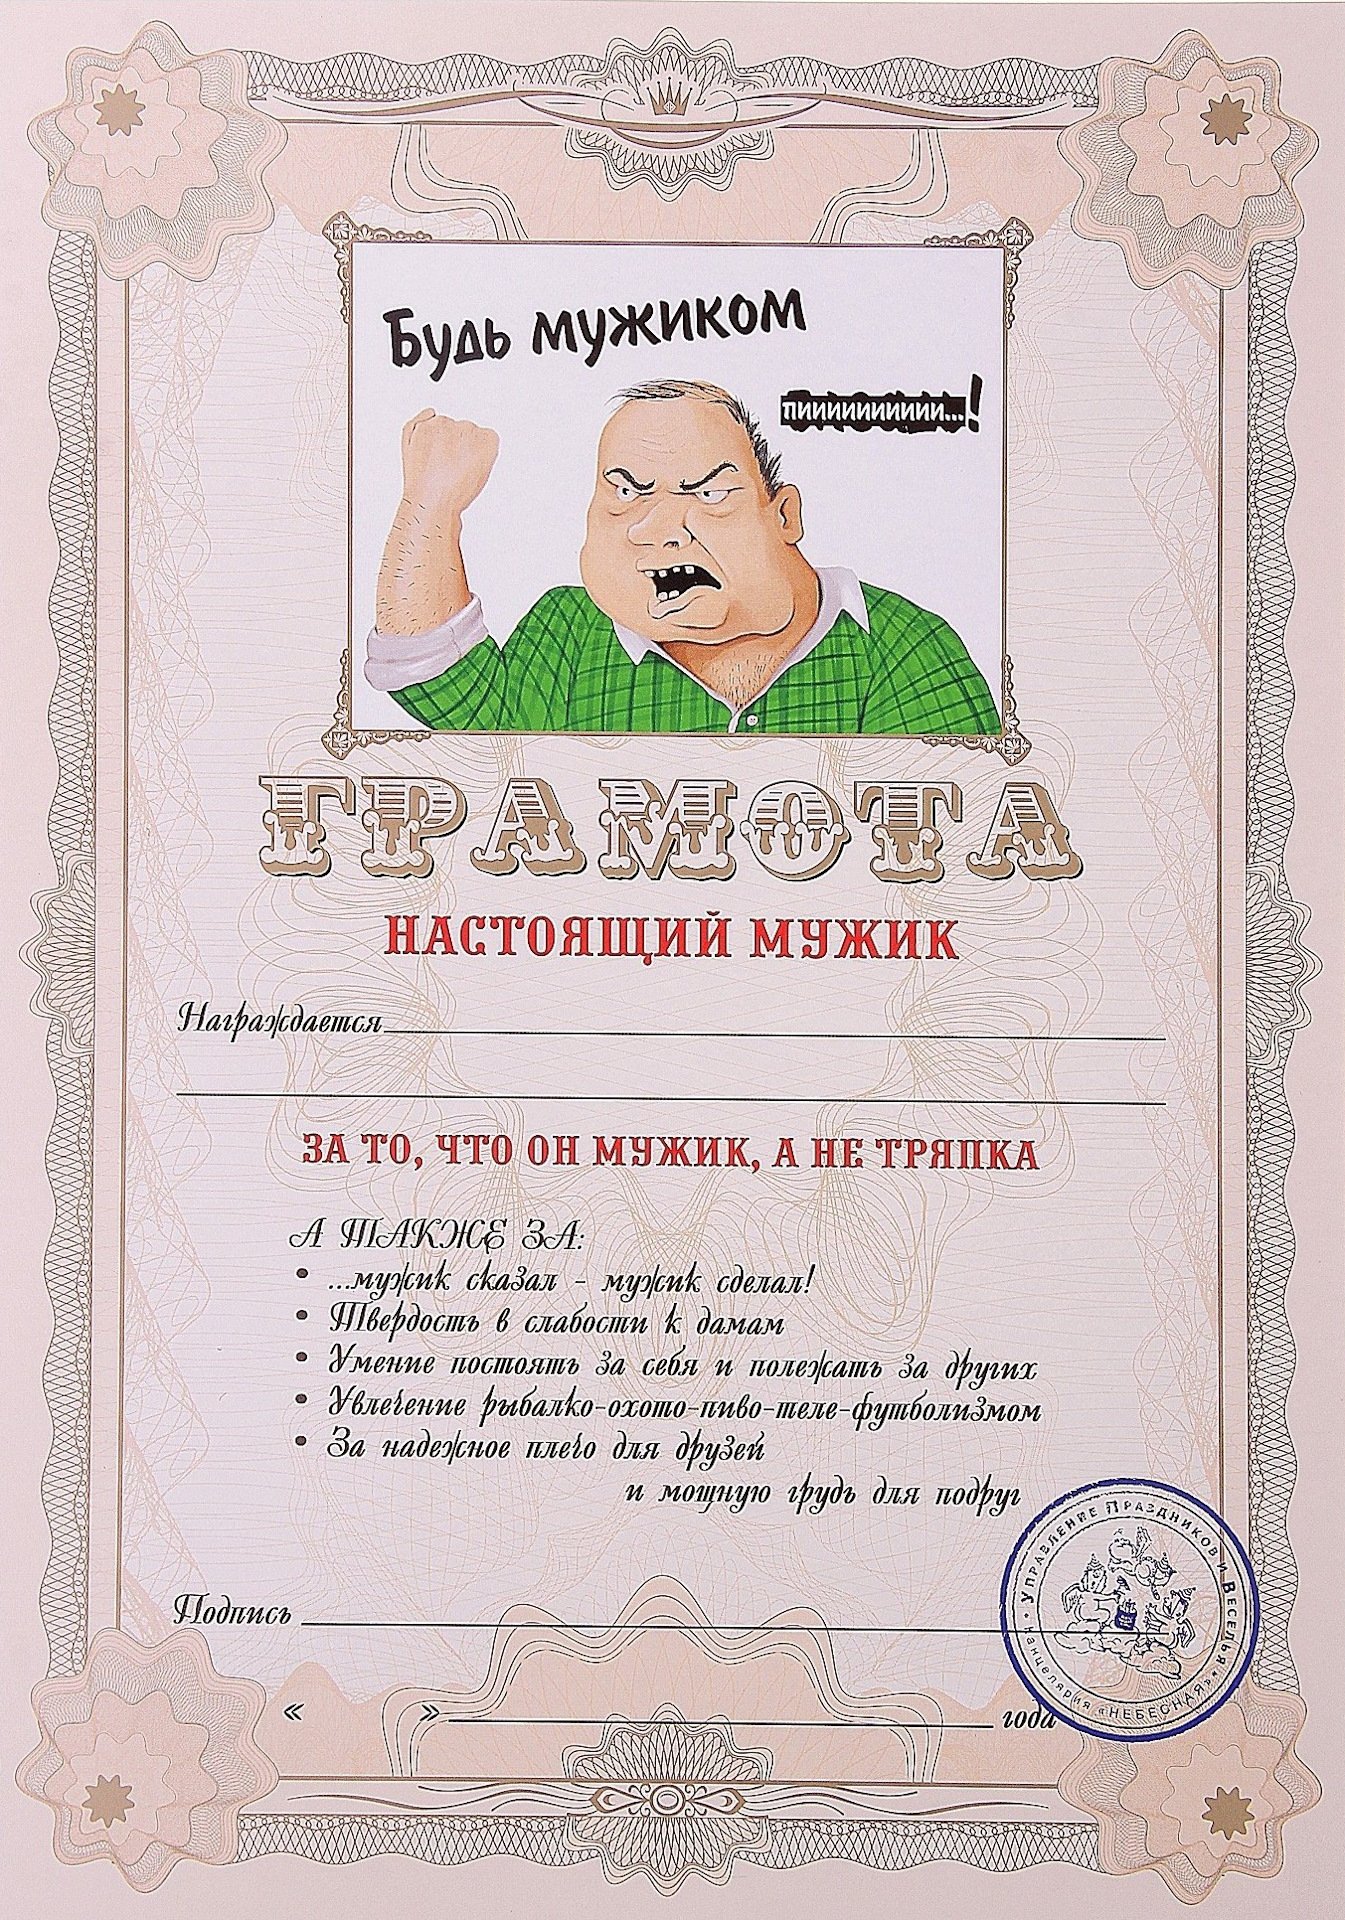 Будь мужиком
пииииииииии...!
ГРАМОТА
НАСТОЯЩИЙ МУЖИК
Награждается
ЗА ТО, ЧТО ОН МУЖИК, А НЕ ТРЯПКА
А ТАКЖЕ ЗА:
• ...мужик сказал - мужик сделал!
• Твердость в слабости к дамам
• Умение постоять за себя и полежать за других
• Увлечение рыбалко-охото-пиво-теле-футболизмом
• За надежное плечо для друзей
и мощную грудь для подруг
Управление Праздников и Веселья
Канцелярия «НЕБЕСНАЯ»
Подпись
« » года